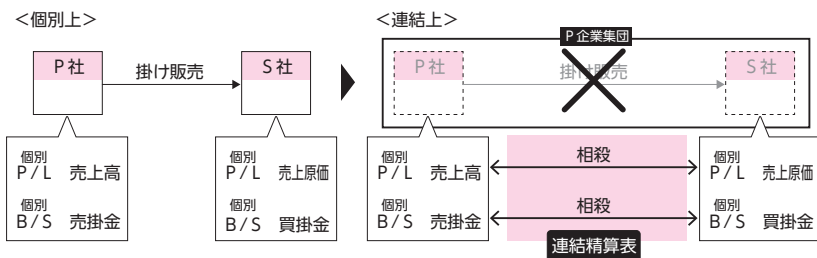 ＜個別上＞
P社
掛け販売
S社
個別
P/L 売上高
個別
B/S 売掛金
個別
P/L 売上原価
個別
B/S 買掛金
＜連結上＞
P企業集団
P社
掛け販売
S社
個別
P/L 売上高
個別
B/S 売掛金
相殺
相殺
連結精算表
個別
P/L 売上原価
個別
B/S 買掛金